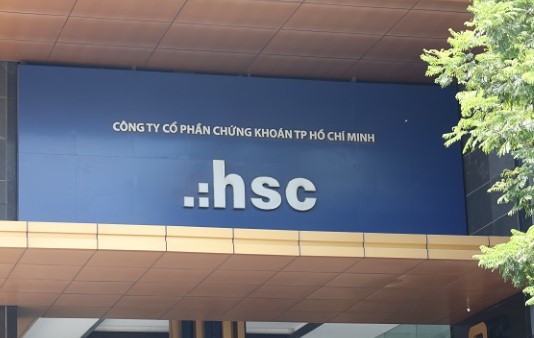 CÔNG TY CỔ PHẦN CHỨNG KHOÁN TP HỒ CHÍ MINH
.:hsc